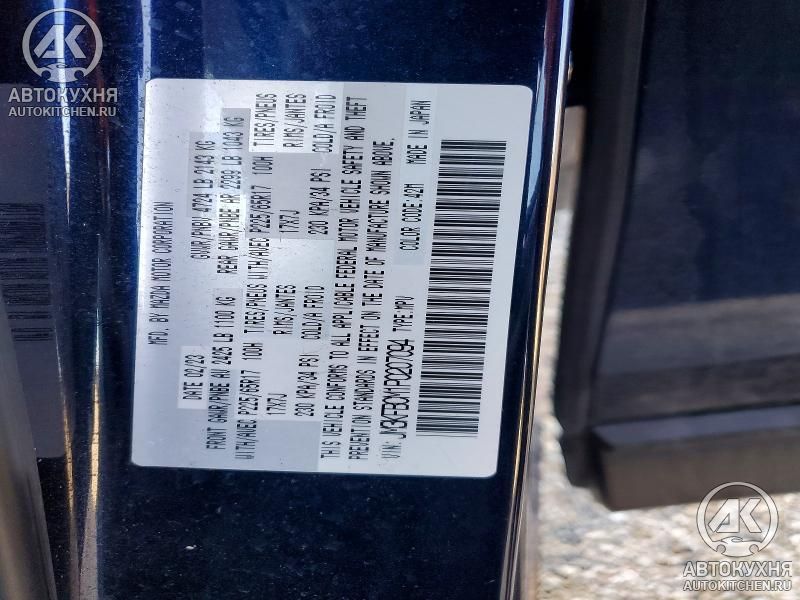 AK
АВТОКУХНЯ
AUTOKITCHEN.RU
MFD. BY MAZDA MOTOR CORPORATION
DATE 02/23 GVWR/PNBV 4724 LB 2143 KG
FRONT GAWR/PNBE AV 2425 LB 1100 KG REAR GAWR/PNBE AR 2299 LB 1043 KG
WITH/AVEC P225/65R17 100H TIRES/PNEUS WITH/AVEC P225/65R17 100H TIRES/PNEUS
17X7J RIMS/JANTES 17X7J RIMS/JANTES
230 KPA/34 PSI COLD/A FROID 230 KPA/34 PSI COLD/A FROID
THIS VEHICLE CONFORMS TO ALL APPLICABLE FEDERAL MOTOR VEHICLE SAFETY AND THEFT
PREVENTION STANDARDS IN EFFECT ON THE DATE OF MANUFACTURE SHOWN ABOVE.
VIN: TYPE: MPV COLOR CODE:42M MADE IN JAPAN
AK
АВТОКУХНЯ
AUTOKITCHEN.RU